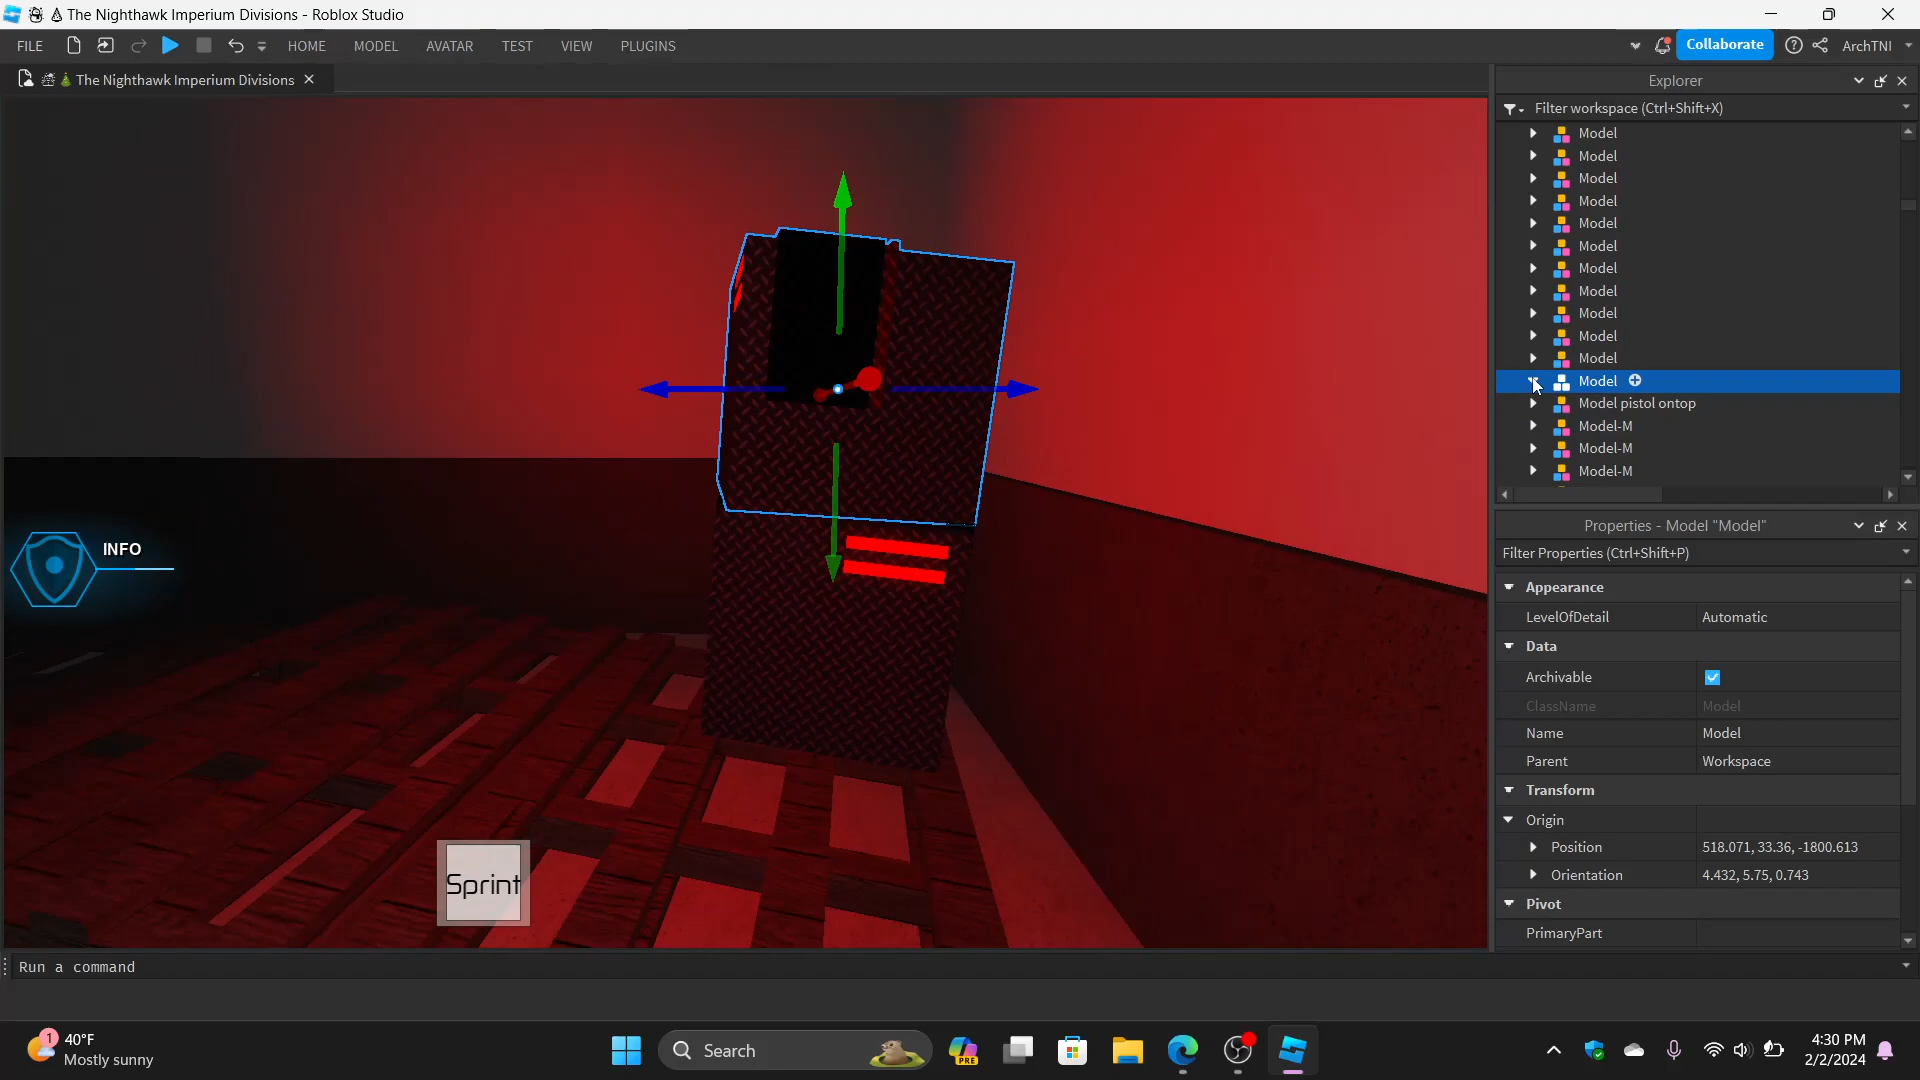 The Nighthawk Imperium Divisions - Roblox Studio
FILE
HOME
MODEL
AVATAR
TEST
VIEW
PLUGINS
Collaborate
ArchTNI
The Nighthawk Imperium Divisions
Explorer
Filter workspace (Ctrl+Shift+X)
Model
Model
Model
Model
Model
Model
Model
Model
Model
Model
Model
Model
Model pistol ontop
Model-M
Model-M
Model-M
INFO
Sprint
Properties - Model "Model"
Filter Properties (Ctrl+Shift+P)
Appearance
LevelOfDetail Automatic
Data
Archivable
ClassName Model
Name Model
Parent Workspace
Transform
Origin
Position 518.071, 33.36, -1800.613
Orientation 4.432, 5.75, 0.743
Pivot
PrimaryPart
Run a command
1
40°F
Mostly sunny
Search
PRE
4:30 PM
2/2/2024